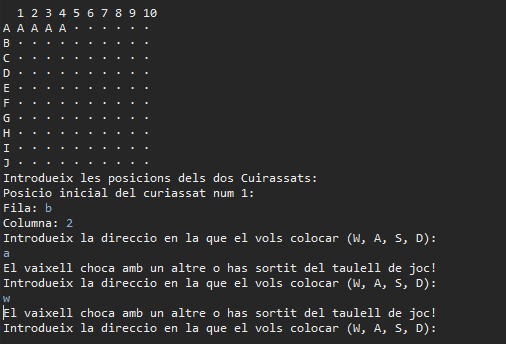 1 2 3 4 5 6 7 8 9 10
A A A A A · · · · · ·
B · · · · · · · · · ·
C · · · · · · · · · ·
D · · · · · · · · · ·
E · · · · · · · · · ·
F · · · · · · · · · ·
G · · · · · · · · · ·
H · · · · · · · · · ·
I · · · · · · · · · ·
J · · · · · · · · · ·
Introdueix les posicions dels dos Cuirassats:
Posicio inicial del curiassat num 1:
Fila: b
Columna: 2
Introdueix la direccio en la que el vols colocar (W, A, S, D):
a
El vaixell choca amb un altre o has sortit del taulell de joc!
Introdueix la direccio en la que el vols colocar (W, A, S, D):
w
El vaixell choca amb un altre o has sortit del taulell de joc!
Introdueix la direccio en la que el vols colocar (W, A, S, D):